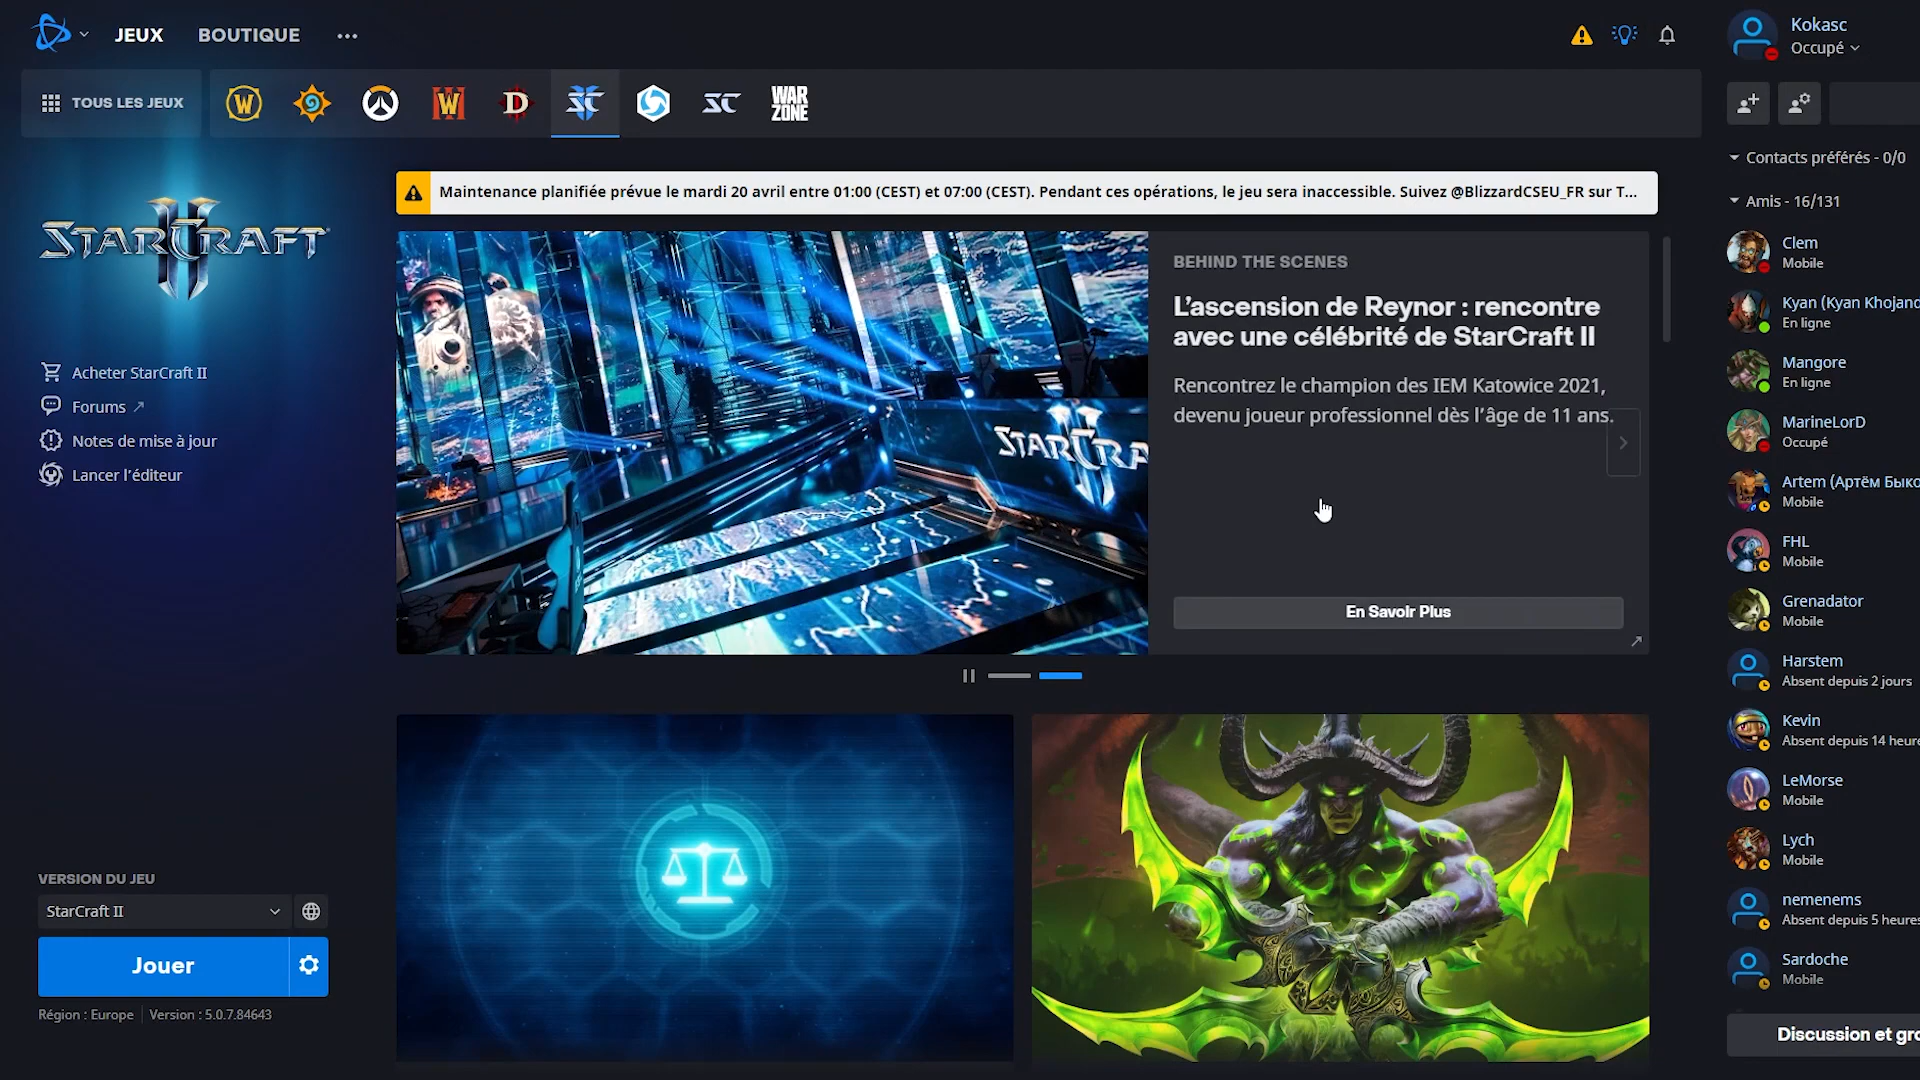 JEUX
BOUTIQUE
Kokasc
Occupé
TOUS LES JEUX
WAR
ZONE
Contacts préférés - 0/0
Maintenance planifiée prévue le mardi 20 avril entre 01:00 (CEST) et 07:00 (CEST). Pendant ces opérations, le jeu sera inaccessible. Suivez @BlizzardCSEU_FR sur T...
Amis - 16/131
STARCRAFT
II
Acheter StarCraft II
Forums
Notes de mise à jour
Lancer l'éditeur
STARCRA
BEHIND THE SCENES
L'ascension de Reynor : rencontre
avec une célébrité de StarCraft II
Rencontrez le champion des IEM Katowice 2021,
devenu joueur professionnel dès l'âge de 11 ans.
En Savoir Plus
Clem
Mobile
Kyan (Kyan Khojand
En ligne
Mangore
En ligne
MarineLorD
Occupé
Artem (Артём Быко
Mobile
FHL
Mobile
Grenadator
Mobile
Harstem
Absent depuis 2 jours
Kevin
Absent depuis 14 heure
LeMorse
Mobile
Lych
Mobile
nemenems
Absent depuis 5 heures
Sardoche
Mobile
Discussion et gro
VERSION DU JEU
StarCraft II
Jouer
Région : Europe
Version : 5.0.7.84643